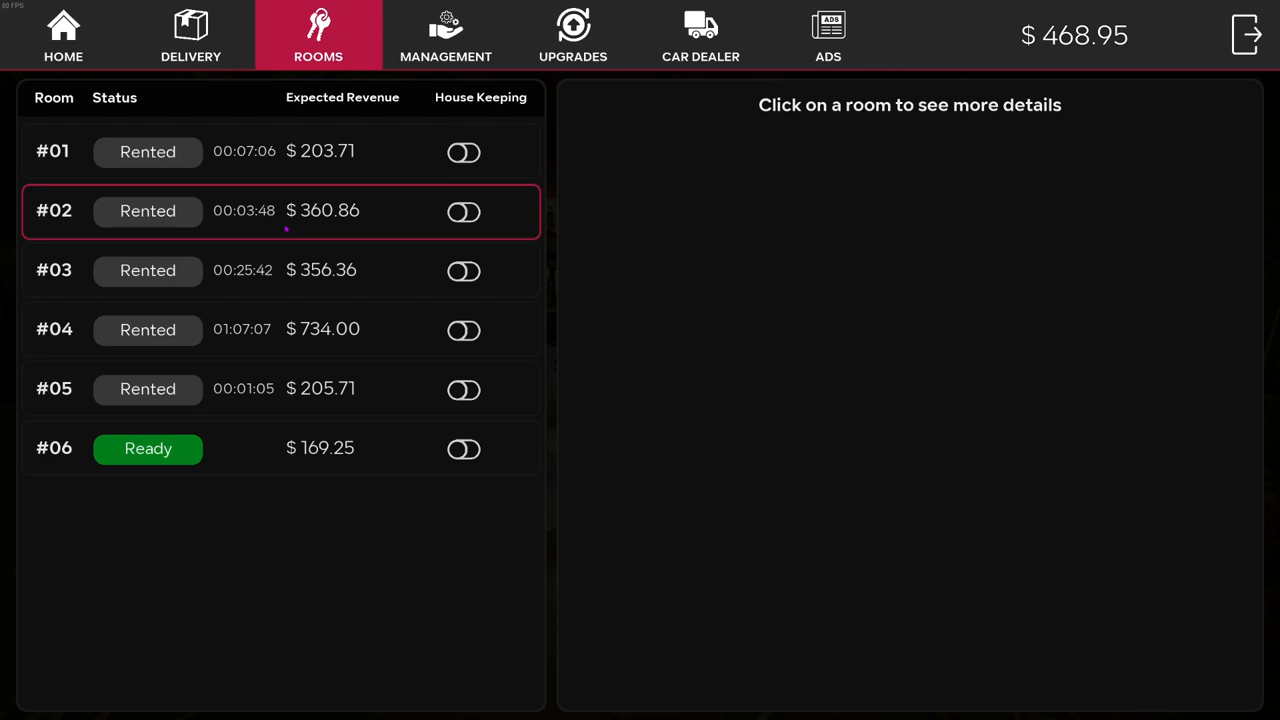 80 FPS
HOME DELIVERY ROOMS MANAGEMENT UPGRADES CAR DEALER ADS $ 468.95
ADS
Room Status Expected Revenue House Keeping
#01 Rented 00:07:06 $ 203.71
#02 Rented 00:03:48 $ 360.86
#03 Rented 00:25:42 $ 356.36
#04 Rented 01:07:07 $ 734.00
#05 Rented 00:01:05 $ 205.71
#06 Ready $ 169.25
Click on a room to see more details